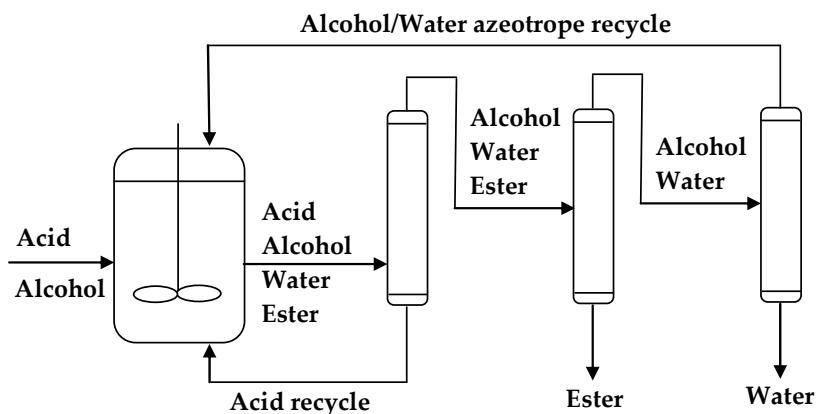 Alcohol/Water azeotrope recycle
Alcohol
Water
Ester
Alcohol
Water
Acid
Alcohol
Acid
Alcohol
Water
Ester
Acid recycle
Ester
Water